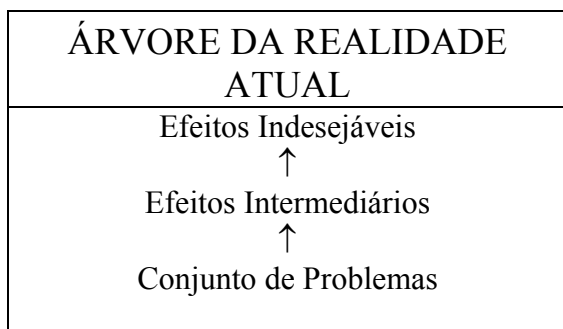 ÁRVORE DA REALIDADE
ATUAL
Efeitos Indesejáveis
↑
Efeitos Intermediários
↑
Conjunto de Problemas